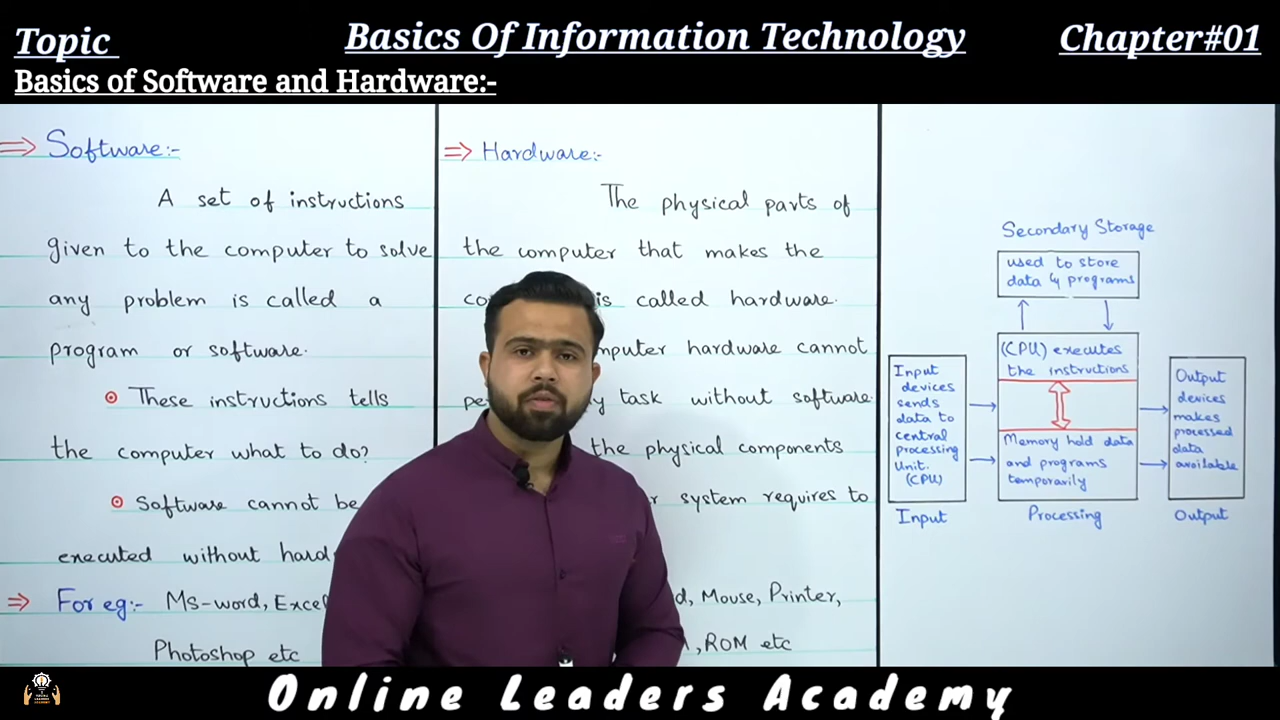 Topic
Basics Of Information Technology
Chapter#01
Basics of Software and Hardware:-
⇒ Software:-
A set of instructions
given to the computer to solve
any problem is called a
program or software.
These instructions tells
the computer what to do?
Software cannot be
executed without
⇒ For eg:- Ms-word, Excel
Photoshop etc
⇒ Hardware:-
The physical parts of
the computer that makes the
is called hardware.
hardware cannot
task without software.
the physical components
system requires to
Mouse, Printer,
, ROM etc
Secondary Storage
used to store
data & programs
(CPU) executes
the instructions
Memory hold data
and programs
temporarily
Processing
Input
devices
sends
data to
central
processing
Unit.
(CPU)
Input
Output
devices
makes
processed
data
available
Output
Online Leaders Academy